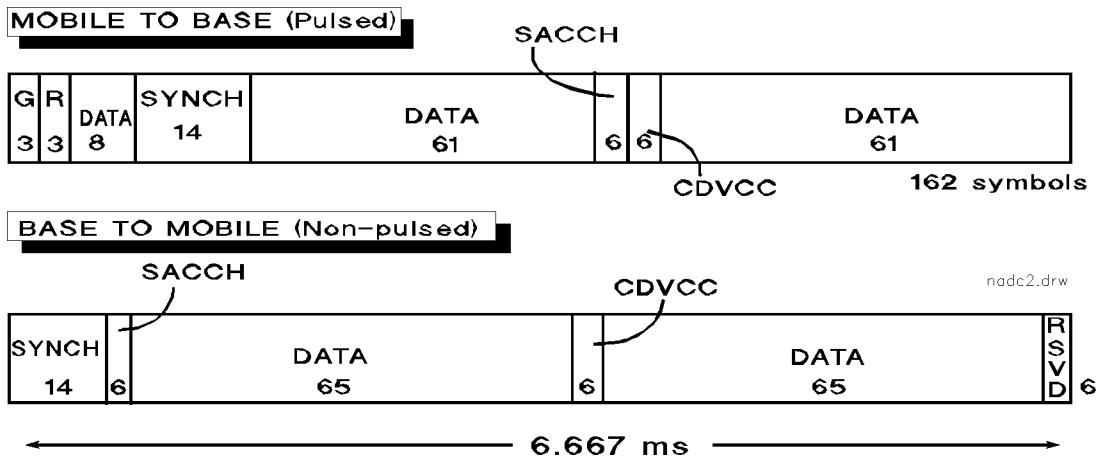 MOBILE TO BASE (Pulsed)
SACCH
G R DATA SYNCH DATA DATA
3 3 8 14 61 6 6 61
CDVCC
162 symbols
BASE TO MOBILE (Non-pulsed)
SACCH
CDVCC
nadc2.drw
SYNCH DATA DATA RSVD
14 6 65 6 65 6
6.667 ms